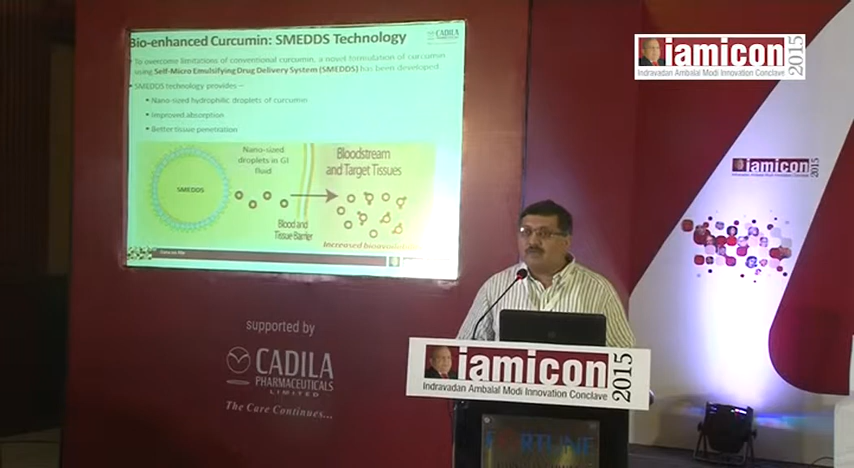 Bio-enhanced Curcumin: SMEDDS Technology
CADILA
To overcome limitations of conventional curcumin, a novel formulation of curcumin
using Self-Micro Emulsifying Drug Delivery System (SMEDDS) has been developed
SMEDDS technology provides –
Nano-sized hydrophilic droplets of curcumin
Improved absorption
Better tissue penetration
SMEDDS
Nano-sized
droplets in GI
fluid
Blood and
Tissue Barrier
Bloodstream
and Target Tissues
Increased
iamicon 2015
Indravadan Ambalal Modi Innovation Conclave
iamicon 2015
Indravadan Ambalal Modi Innovation Conclave
supported by
CADILA
PHARMACEUTICALS
LIMITED
The Care Continues...
iamicon 2015
Indravadan Ambalal Modi Innovation Conclave
FORTUNE